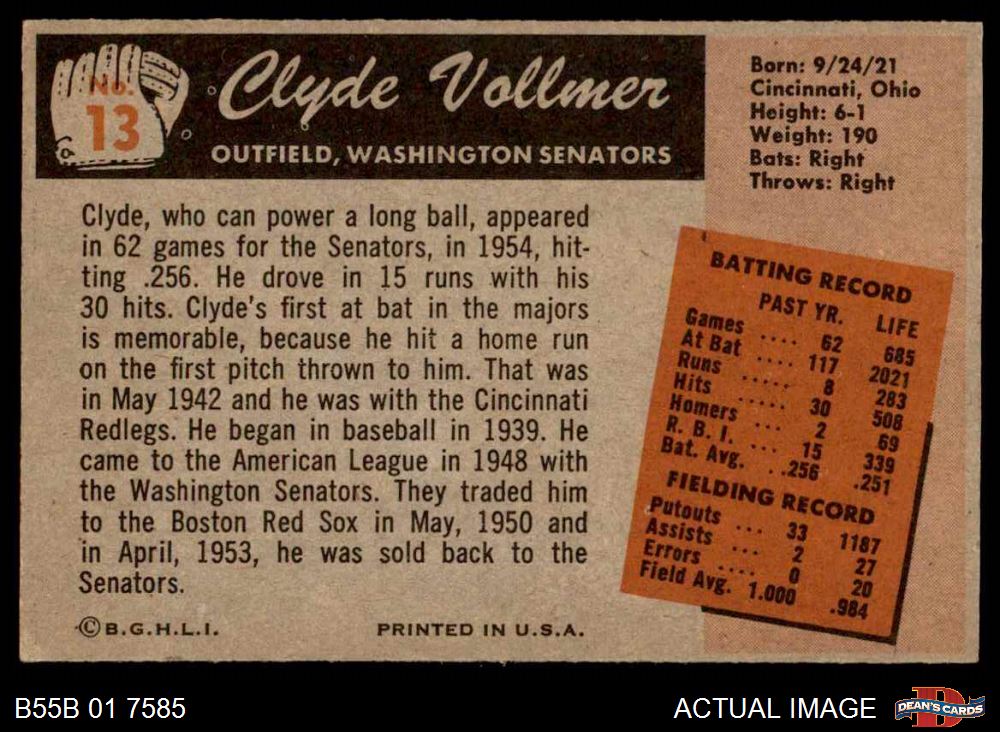 No.
13
Clyde Vollmer
OUTFIELD, WASHINGTON SENATORS
Born: 9/24/21
Cincinnati, Ohio
Height: 6-1
Weight: 190
Bats: Right
Throws: Right
Clyde, who can power a long ball, appeared
in 62 games for the Senators, in 1954, hit-
ting .256. He drove in 15 runs with his
30 hits. Clyde's first at bat in the majors
is memorable, because he hit a home run
on the first pitch thrown to him. That was
in May 1942 and he was with the Cincinnati
Redlegs. He began in baseball in 1939. He
came to the American League in 1948 with
the Washington Senators. They traded him
to the Boston Red Sox in May, 1950 and
in April, 1953, he was sold back to the
Senators.
BATTING RECORD
PAST YR. LIFE
Games .... 62 685
At Bat .... 117 2021
Runs ..... 8 283
Hits ..... 30 508
Homers ... 2 69
R. B. I. ... 15 339
Bat. Avg. . .256 .251
FIELDING RECORD
Putouts ... 33 1187
Assists ... 2 27
Errors .... 0 20
Field Avg. 1.000 .984
© B.G.H.L.I. PRINTED IN U.S.A.
B55B 01 7585 ACTUAL IMAGE D DEAN'S CARDS